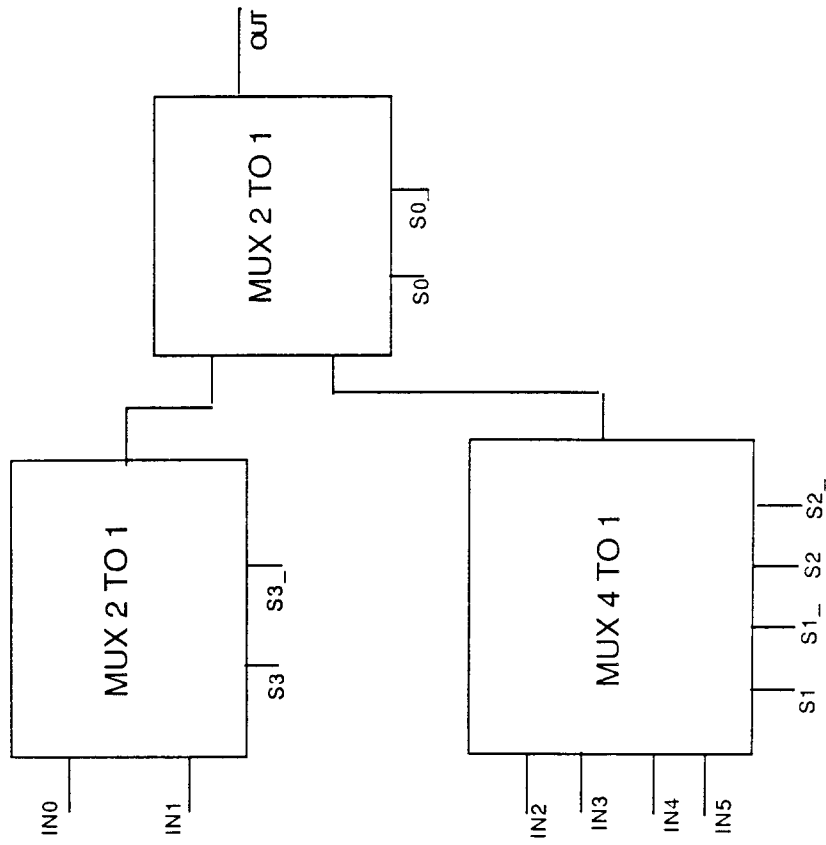 OUT
MUX 2 TO 1
S0
S0_
MUX 2 TO 1
S3
S3_
IN0
IN1
MUX 4 TO 1
S1
S1_
S2
S2_
IN2
IN3
IN4
IN5